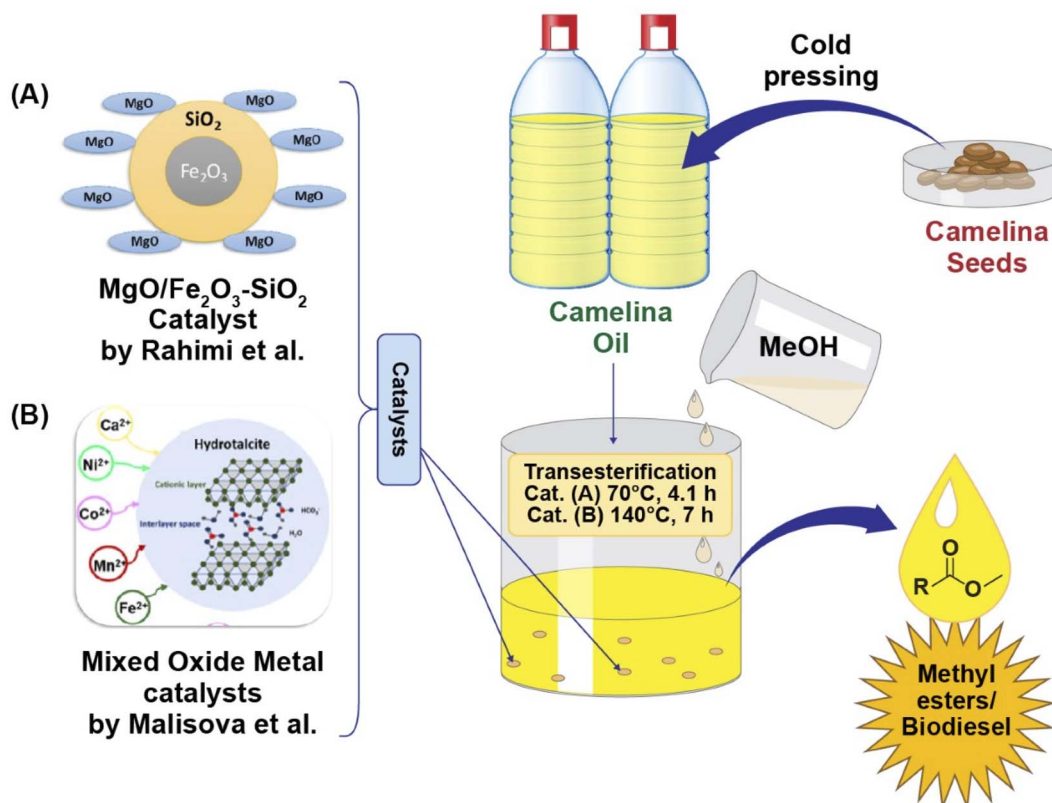 (A)
MgO
MgO
MgO
MgO
MgO
MgO
MgO
MgO
SiO₂
Fe₂O₃
MgO/Fe₂O₃-SiO₂
Catalyst
by Rahimi et al.
(B)
Ca²⁺
Ni²⁺
Co²⁺
Mn²⁺
Fe²⁺
Hydrotalcite
Cationic layer
Interlayer space
HCO₃⁻
H₂O
Mixed Oxide Metal
catalysts
by Malisova et al.
Catalysts
Cold
pressing
Camelina
Seeds
Camelina
Oil
MeOH
Transesterification
Cat. (A) 70°C, 4.1 h
Cat. (B) 140°C, 7 h
O
R
O
Methyl
esters/
Biodiesel